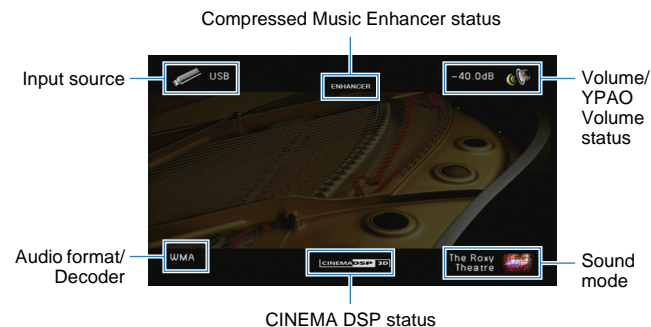 Compressed Music Enhancer status
Input source
USB
ENHANCER
-40.0dB
Volume/
YPAO
Volume
status
Audio format/
Decoder
WMA
CINEMA DSP 3D
The Roxy
Theatre
Sound
mode
CINEMA DSP status